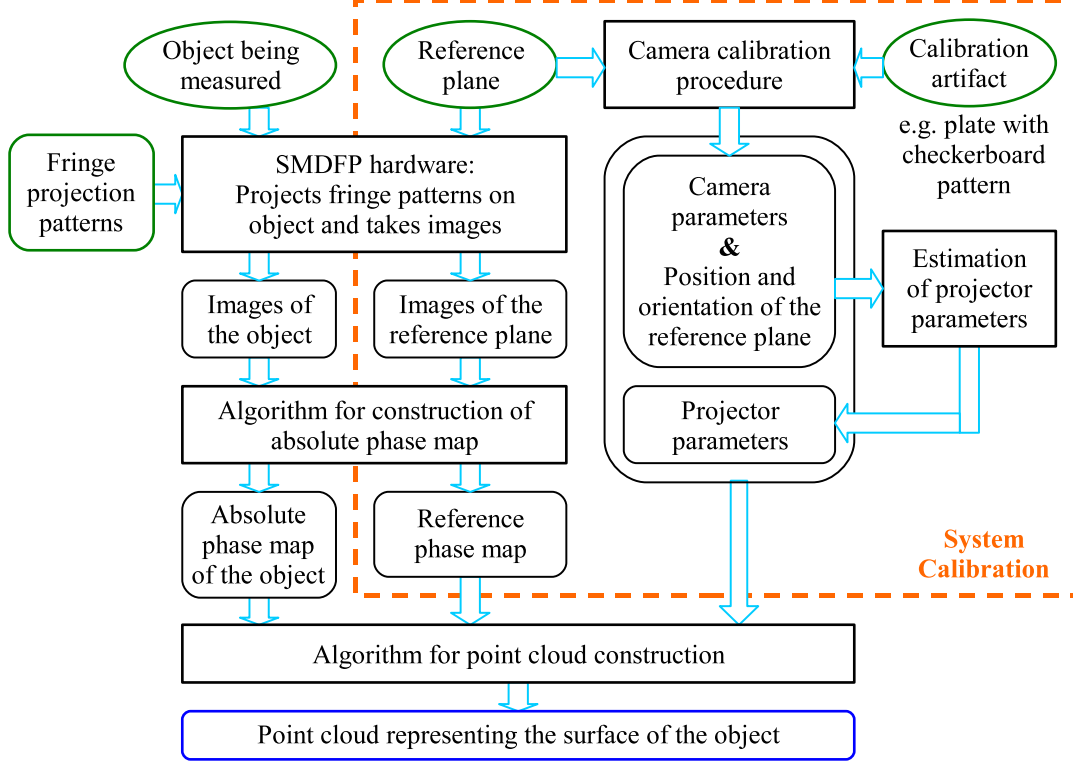 Object being
measured
Reference
plane
Camera calibration
procedure
Calibration
artifact
e.g. plate with
checkerboard
pattern
Fringe
projection
patterns
SMDFP hardware:
Projects fringe patterns on
object and takes images
Camera
parameters
&
Position and
orientation of the
reference plane
Estimation
of projector
parameters
Images of
the object
Images of the
reference plane
Algorithm for construction of
absolute phase map
Projector
parameters
Absolute
phase map
of the object
Reference
phase map
System
Calibration
Algorithm for point cloud construction
Point cloud representing the surface of the object